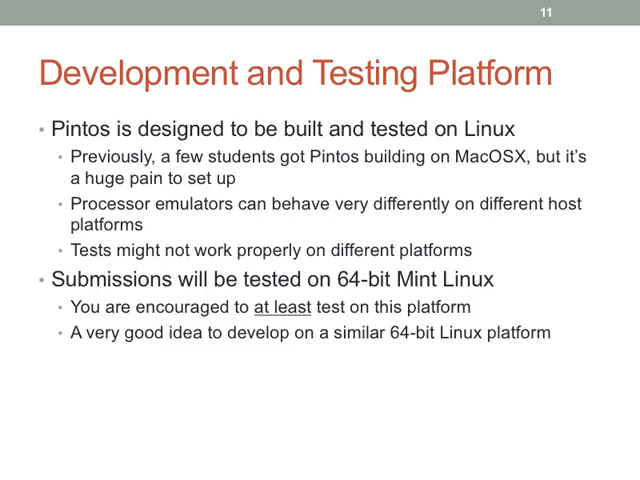 11
Development and Testing Platform
• Pintos is designed to be built and tested on Linux
• Previously, a few students got Pintos building on MacOSX, but it’s
a huge pain to set up
• Processor emulators can behave very differently on different host
platforms
• Tests might not work properly on different platforms
• Submissions will be tested on 64-bit Mint Linux
• You are encouraged to at least test on this platform
• A very good idea to develop on a similar 64-bit Linux platform